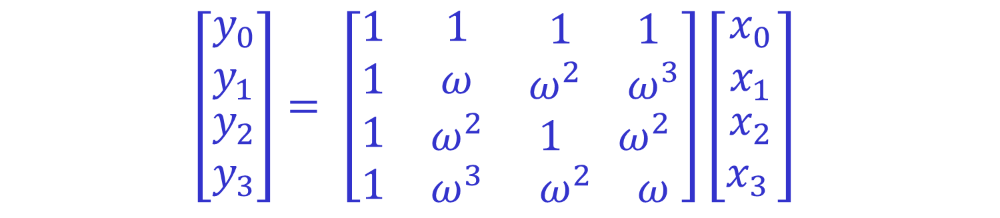 y₀ 1 1 1 1 x₀
y₁ = 1 ω ω² ω³ x₁
y₂ 1 ω² 1 ω² x₂
y₃ 1 ω³ ω² ω x₃